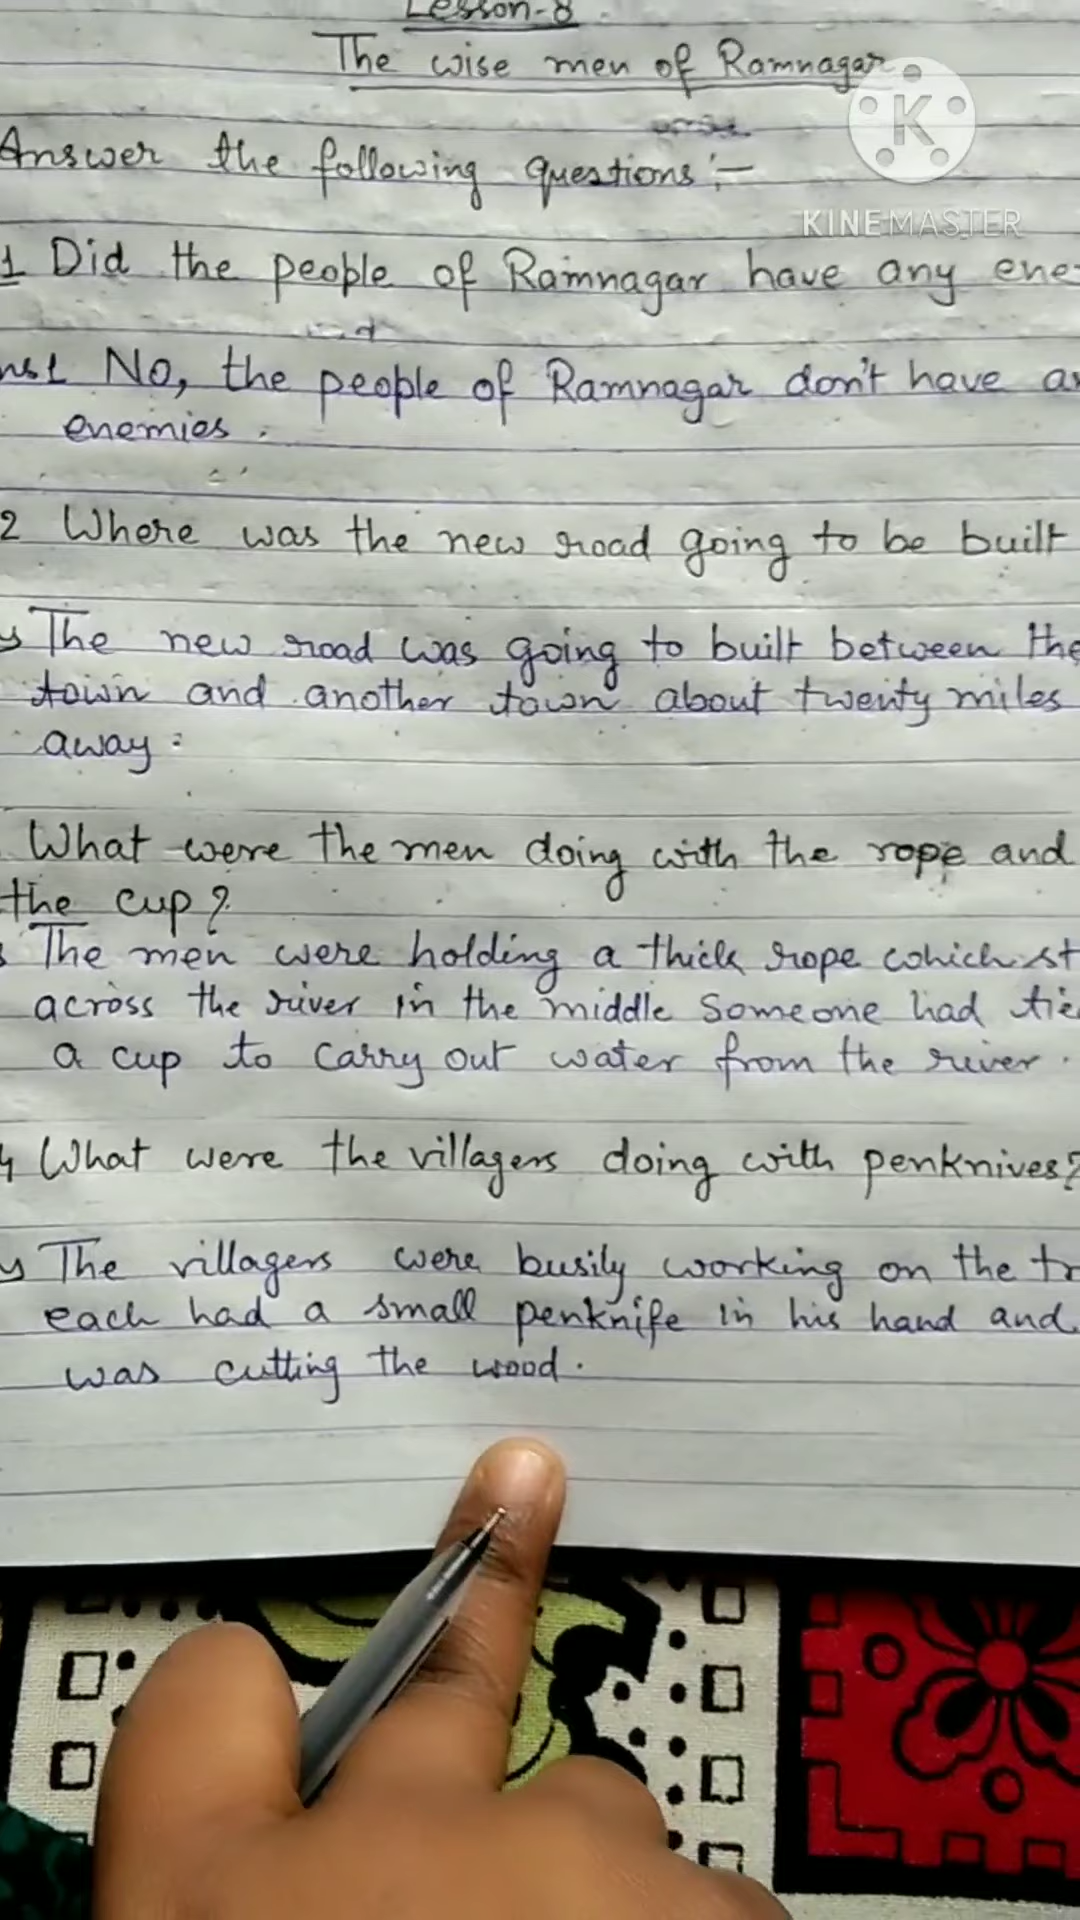 Lesson-8
The wise men of Ramnagar
K
KINEMASTER
Answer the following questions :-
1 Did the people of Ramnagar have any ene
ns1 No, the people of Ramnagar don't have an
enemies.
2 Where was the new road going to be built
The new road was going to built between the
town and another town about twenty miles
away.
What were the men doing with the rope and
the cup?
The men were holding a thick rope which st
across the river in the middle someone had tie
a cup to carry out water from the river.
4 What were the villagers doing with penknives?
The villagers were busily working on the tr
each had a small penknife in his hand and
was cutting the wood.